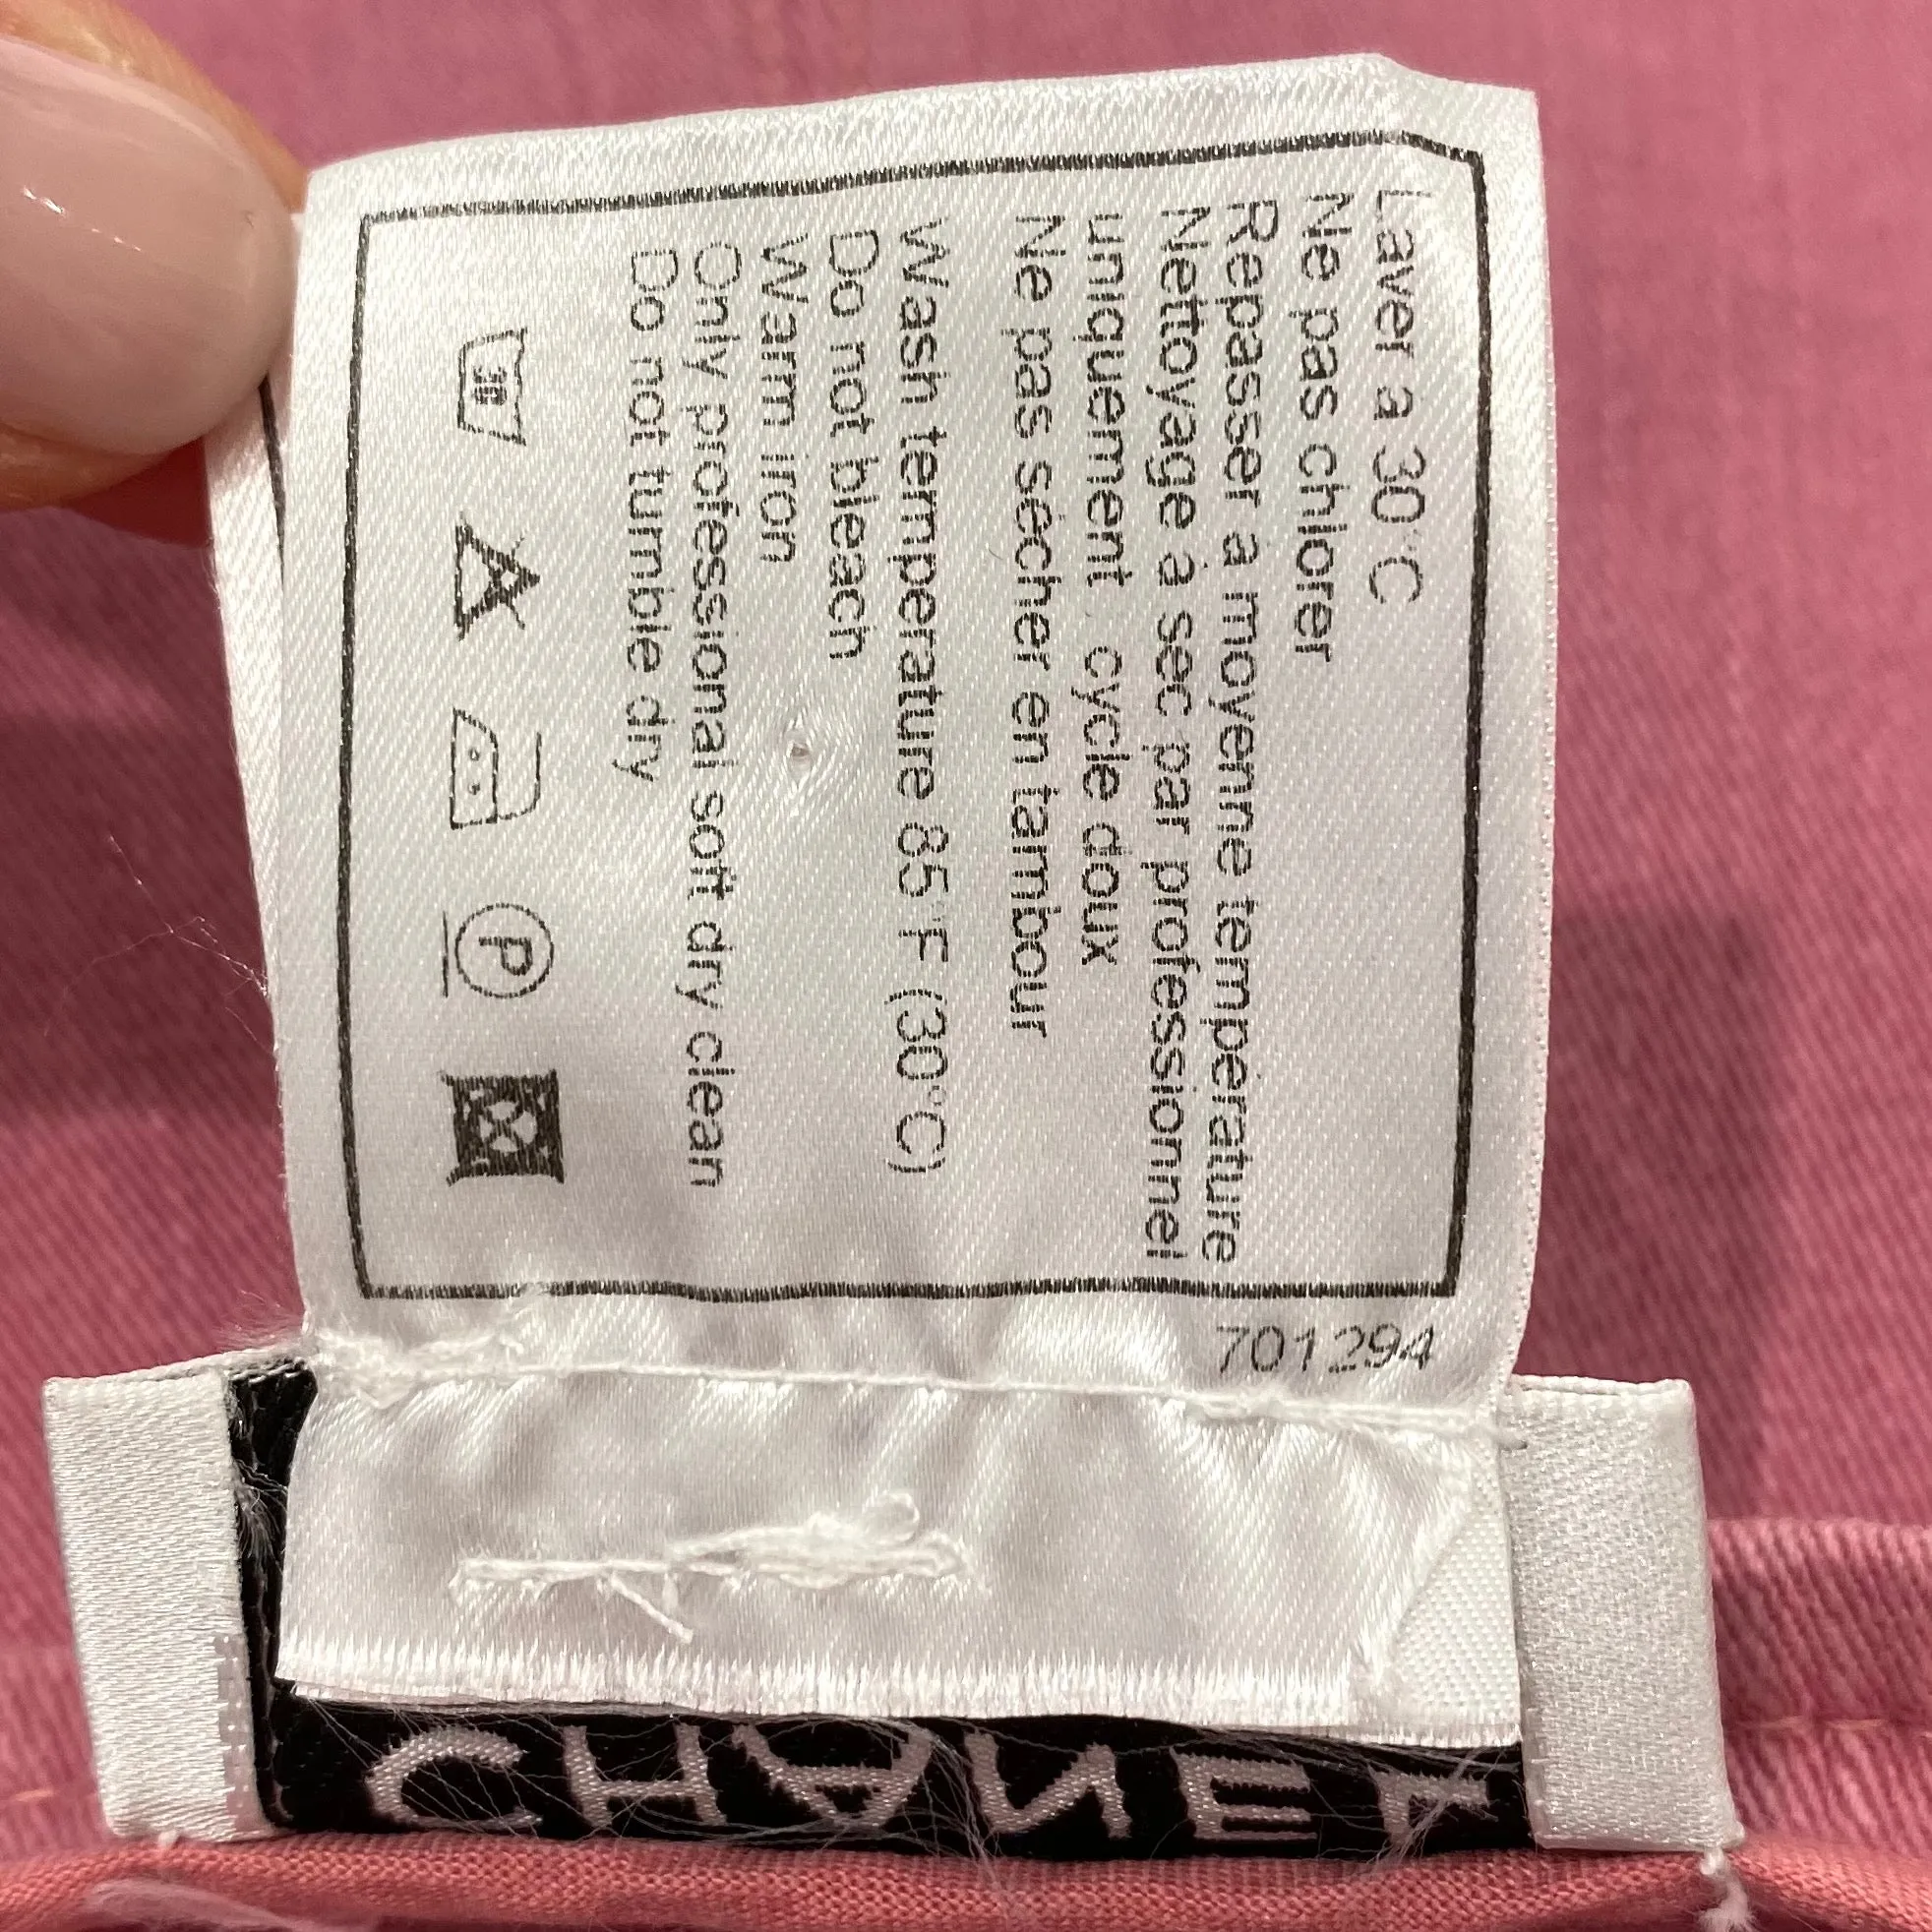 Laver a 30°C
Ne pas chlorer
Repasser a moyenne température
Nettoyage à sec par professionnel
uniquement, cycle doux
Ne pas sécher en tambour
Wash temperature 85°F (30°C)
Do not bleach
Warm iron
Only professional soft dry clean
Do not tumble dry
30
P
701294
CHANEL